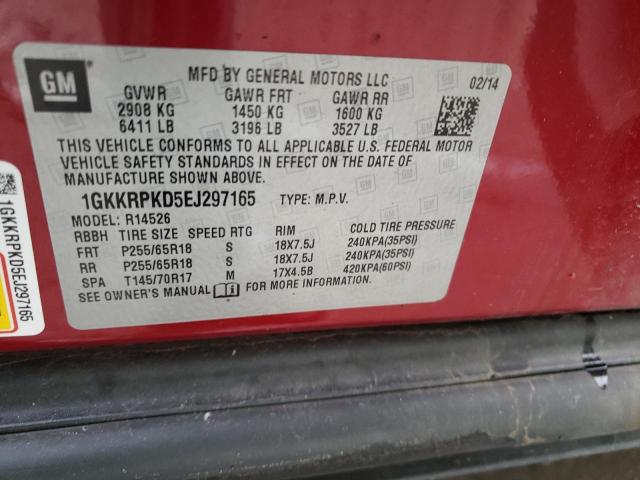 GM
MFD BY GENERAL MOTORS LLC 02/14
GVWR GAWR FRT GAWR RR
2908 KG 1450 KG 1600 KG
6411 LB 3196 LB 3527 LB
THIS VEHICLE CONFORMS TO ALL APPLICABLE U.S. FEDERAL MOTOR
VEHICLE SAFETY STANDARDS IN EFFECT ON THE DATE OF
MANUFACTURE SHOWN ABOVE.
1GKKRPKD5EJ297165 TYPE: M.P.V.
MODEL: R14526
RBBH TIRE SIZE SPEED RTG RIM COLD TIRE PRESSURE
FRT P255/65R18 S 18X7.5J 240KPA(35PSI)
RR P255/65R18 S 18X7.5J 240KPA(35PSI)
SPA T145/70R17 M 17X4.5B 420KPA(60PSI)
SEE OWNER'S MANUAL FOR MORE INFORMATION.
1GKKRPKD5EJ297165